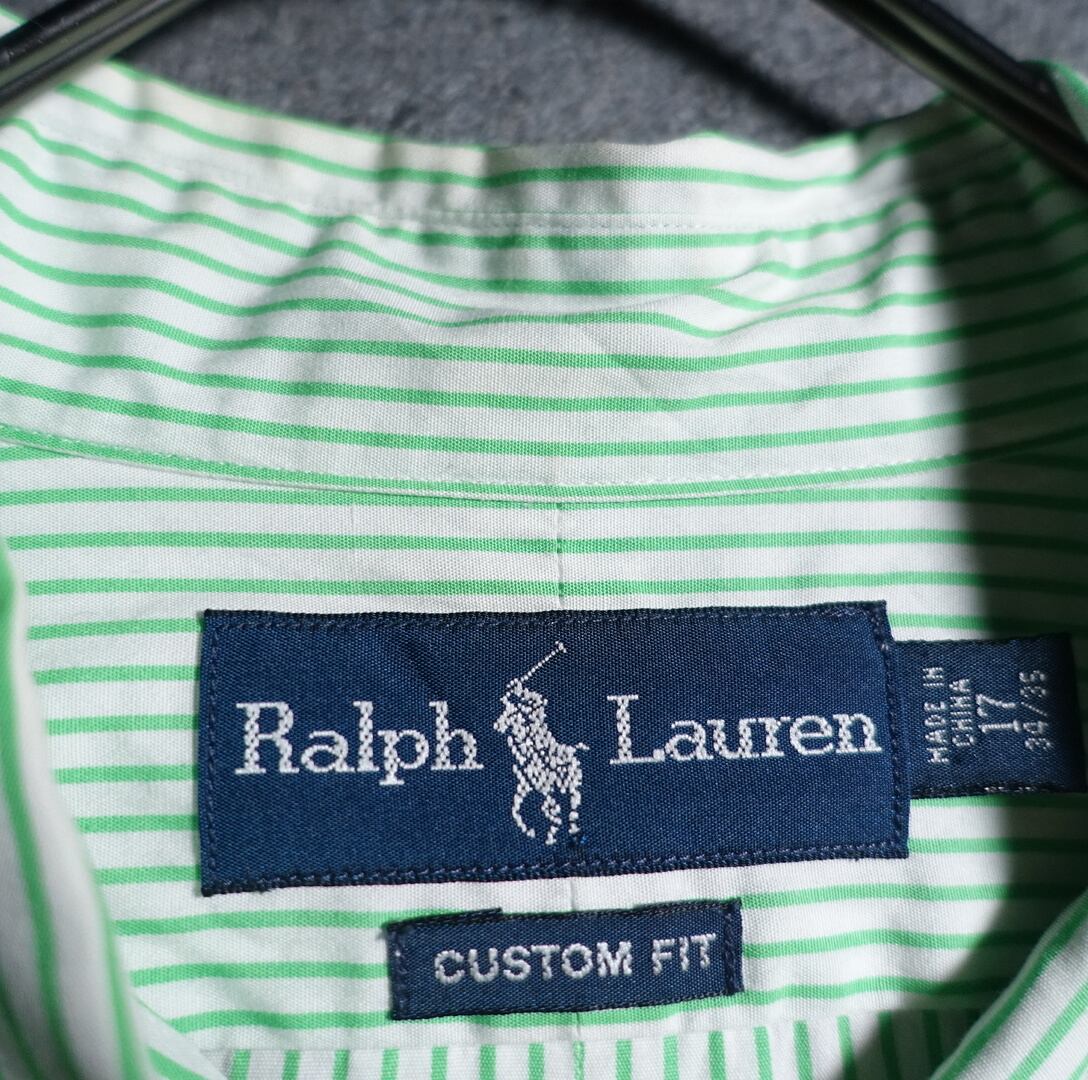 Ralph Lauren
MADE IN
CHINA
17
34/35
CUSTOM FIT